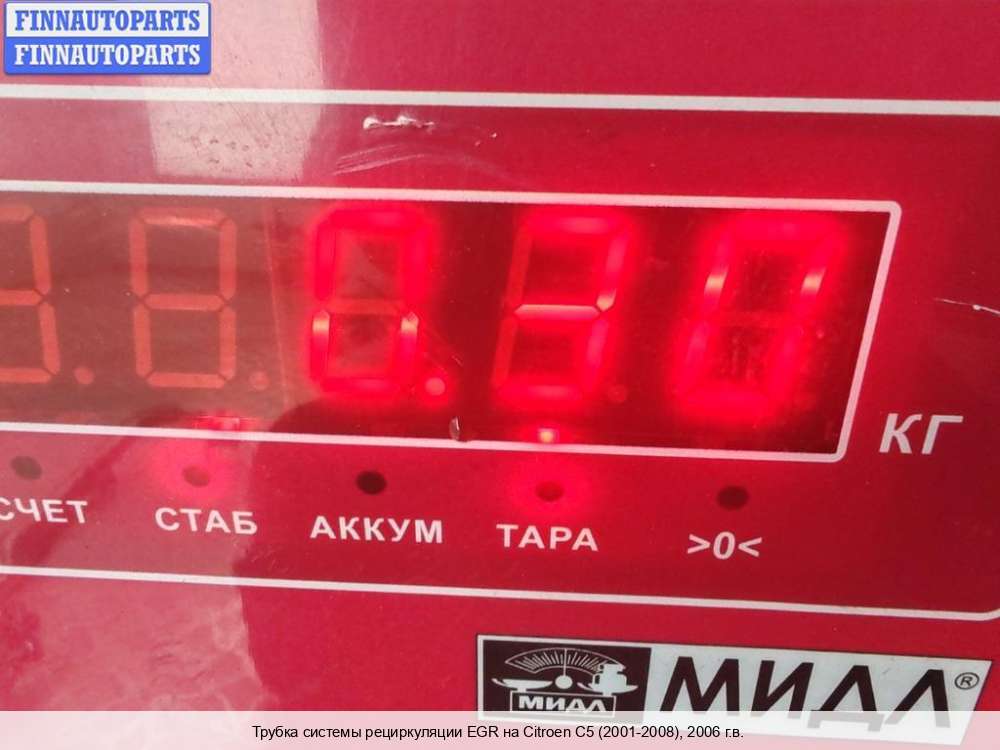 FINNAUTOPARTS
FINNAUTOPARTS
0.30
КГ
СЧЕТ СТАБ АККУМ ТАРА >0<
МИДЛ МИДЛ®
Трубка системы рециркуляции EGR на Citroen C5 (2001-2008), 2006 г.в.